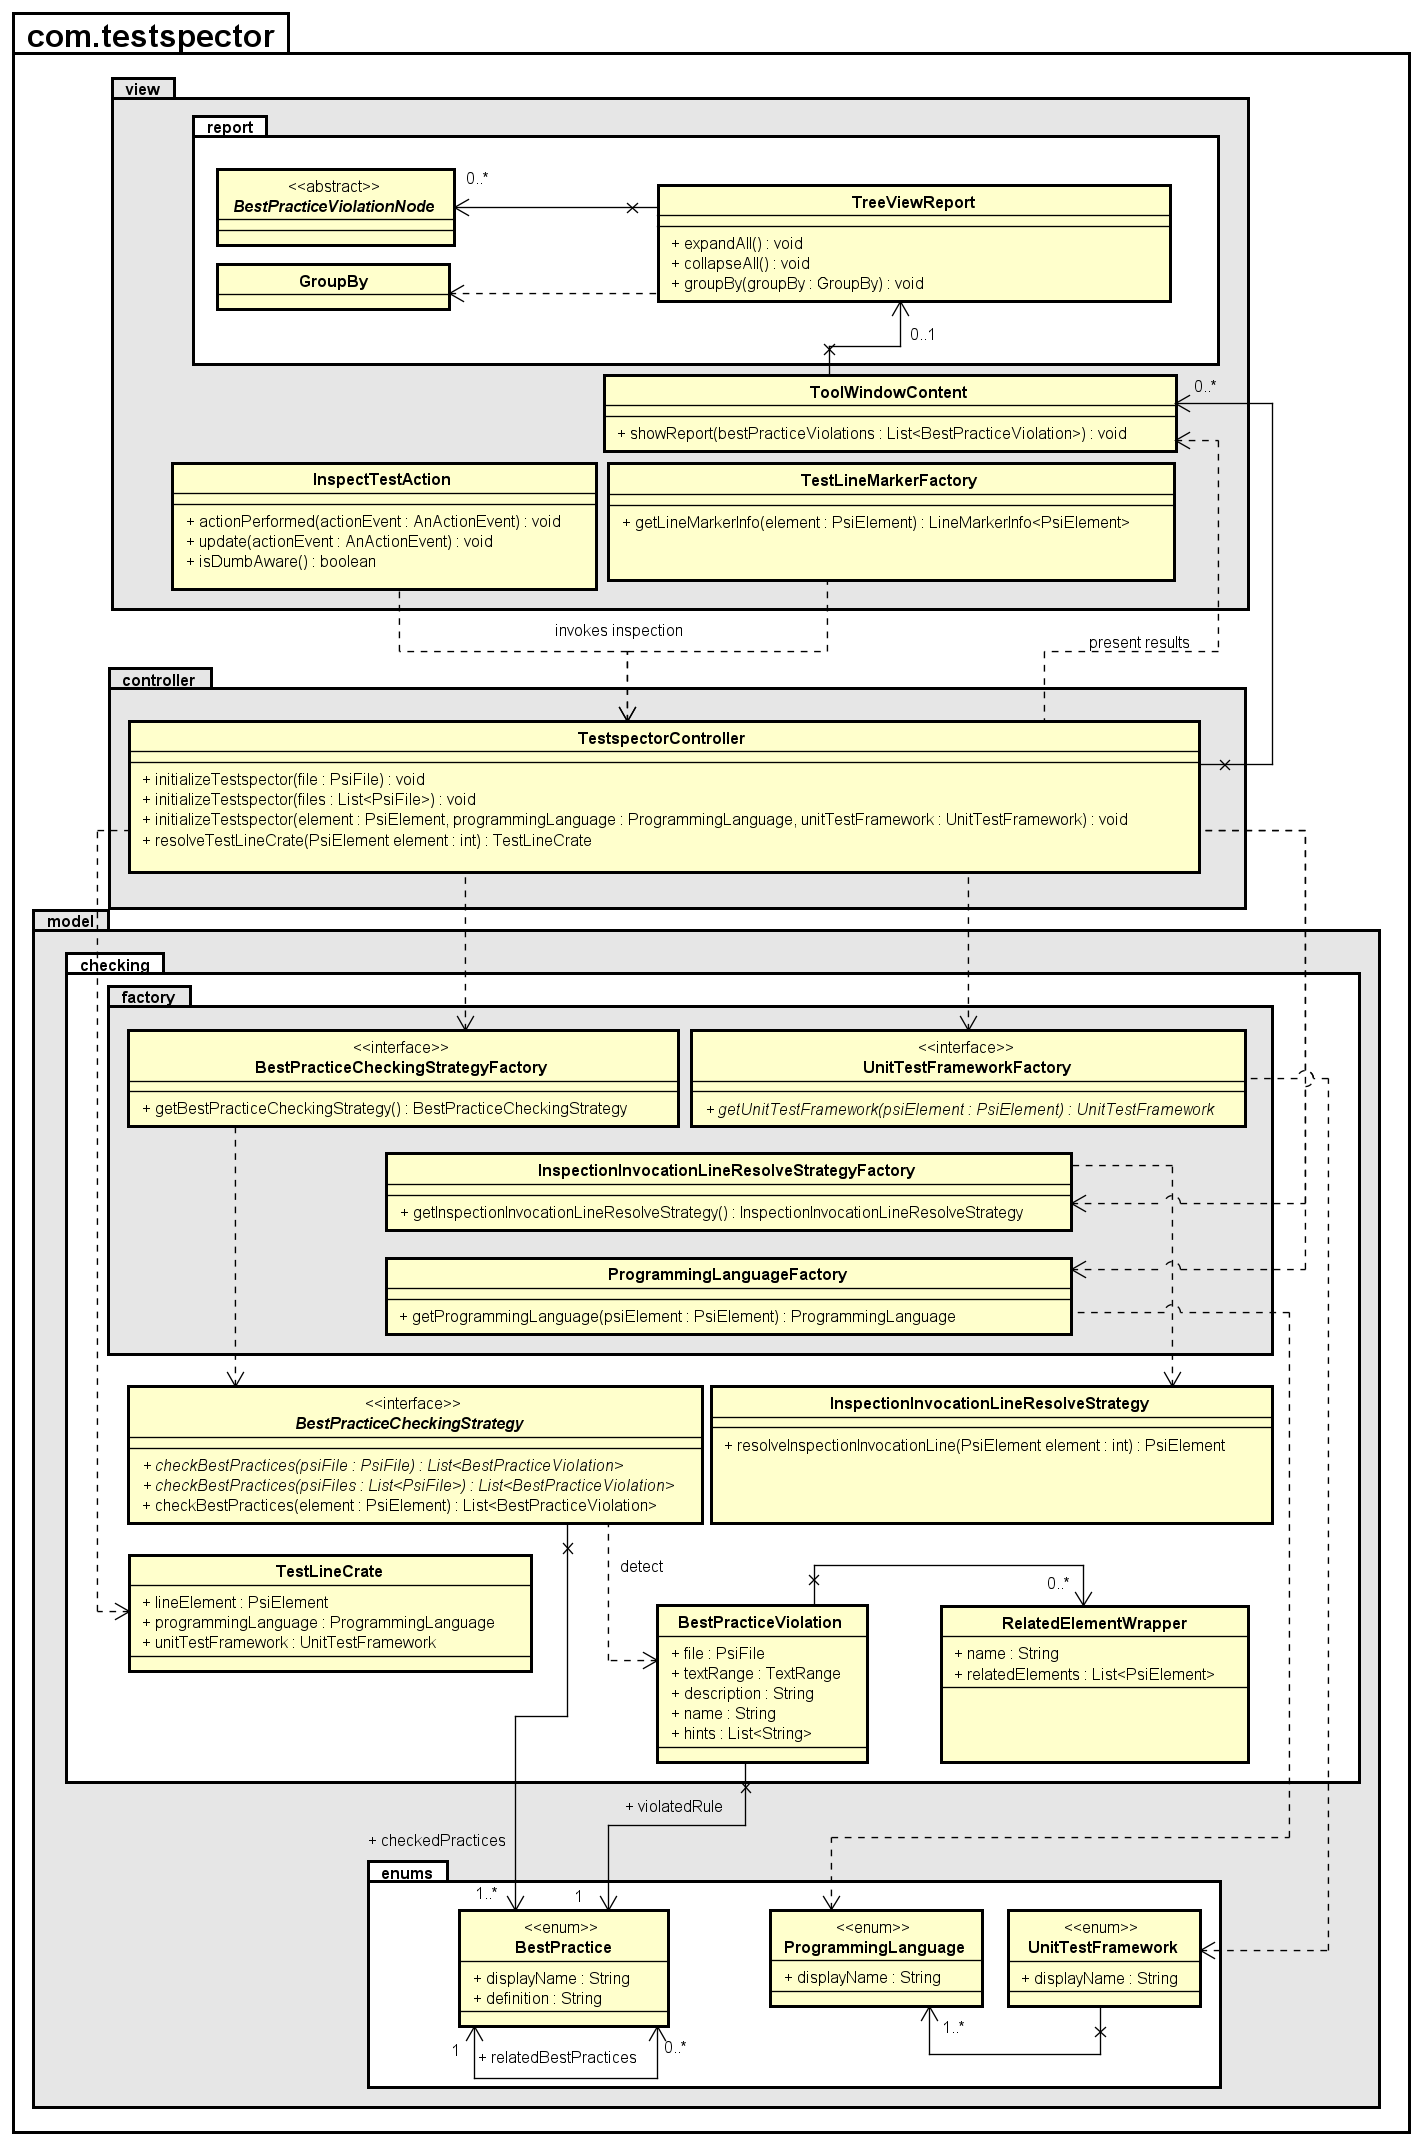 com.testspector
view
report
<<abstract>>
BestPracticeViolationNode
0..*
TreeViewReport
+ expandAll() : void
+ collapseAll() : void
+ groupBy(groupBy : GroupBy) : void
GroupBy
0..1
ToolWindowContent
+ showReport(bestPracticeViolations : List<BestPracticeViolation>) : void
0..*
InspectTestAction
+ actionPerformed(actionEvent : AnActionEvent) : void
+ update(actionEvent : AnActionEvent) : void
+ isDumbAware() : boolean
TestLineMarkerFactory
+ getLineMarkerInfo(element : PsiElement) : LineMarkerInfo<PsiElement>
invokes inspection
present results
controller
TestspectorController
+ initializeTestspector(file : PsiFile) : void
+ initializeTestspector(files : List<PsiFile>) : void
+ initializeTestspector(element : PsiElement, programmingLanguage : ProgrammingLanguage, unitTestFramework : UnitTestFramework) : void
+ resolveTestLineCrate(PsiElement element : int) : TestLineCrate
model
checking
factory
<<interface>>
BestPracticeCheckingStrategyFactory
+ getBestPracticeCheckingStrategy() : BestPracticeCheckingStrategy
<<interface>>
UnitTestFrameworkFactory
+ getUnitTestFramework(psiElement : PsiElement) : UnitTestFramework
InspectionInvocationLineResolveStrategyFactory
+ getInspectionInvocationLineResolveStrategy() : InspectionInvocationLineResolveStrategy
ProgrammingLanguageFactory
+ getProgrammingLanguage(psiElement : PsiElement) : ProgrammingLanguage
<<interface>>
BestPracticeCheckingStrategy
+ checkBestPractices(psiFile : PsiFile) : List<BestPracticeViolation>
+ checkBestPractices(psiFiles : List<PsiFile>) : List<BestPracticeViolation>
+ checkBestPractices(element : PsiElement) : List<BestPracticeViolation>
InspectionInvocationLineResolveStrategy
+ resolveInspectionInvocationLine(PsiElement element : int) : PsiElement
TestLineCrate
+ lineElement : PsiElement
+ programmingLanguage : ProgrammingLanguage
+ unitTestFramework : UnitTestFramework
detect
BestPracticeViolation
+ file : PsiFile
+ textRange : TextRange
+ description : String
+ name : String
+ hints : List<String>
0..*
RelatedElementWrapper
+ name : String
+ relatedElements : List<PsiElement>
+ violatedRule
+ checkedPractices
enums
1..*
1
<<enum>>
BestPractice
+ displayName : String
+ definition : String
<<enum>>
ProgrammingLanguage
+ displayName : String
<<enum>>
UnitTestFramework
+ displayName : String
1
+ relatedBestPractices
0..*
1..*